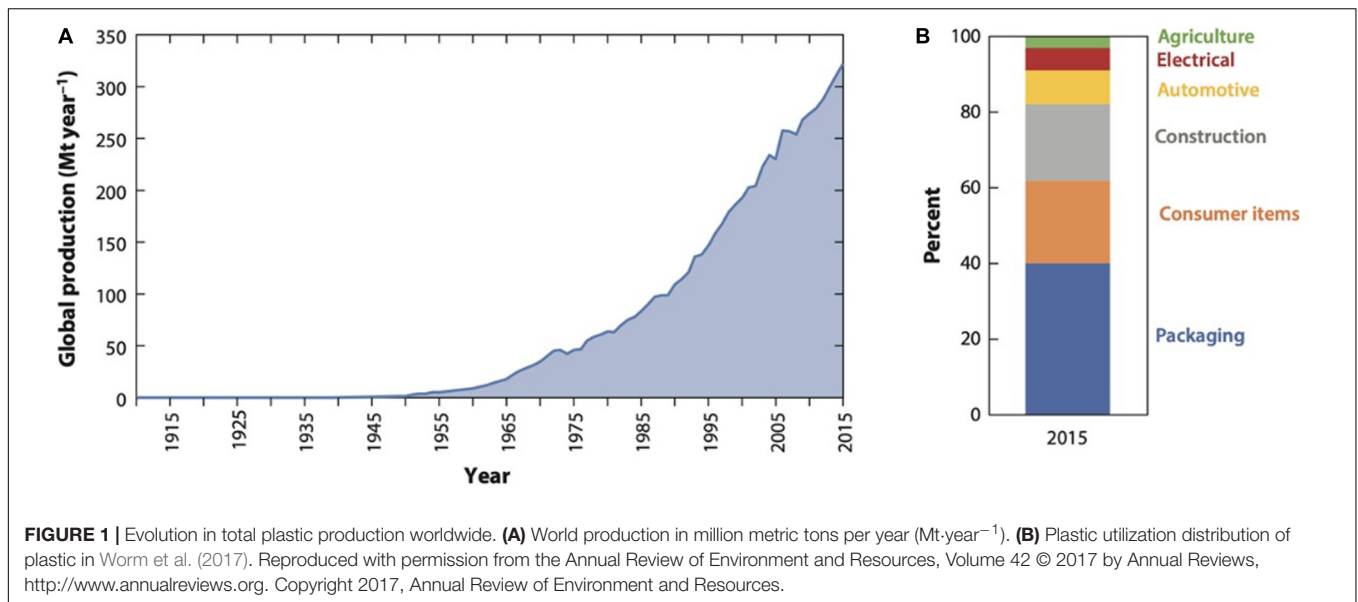 A
Global production (Mt year⁻¹)
350
300
250
200
150
100
50
0
1915
1925
1935
1945
1955
1965
1975
1985
1995
2005
2015
Year
B
Percent
100
80
60
40
20
0
2015
Agriculture
Electrical
Automotive
Construction
Consumer items
Packaging
FIGURE 1 | Evolution in total plastic production worldwide. (A) World production in million metric tons per year (Mt·year⁻¹). (B) Plastic utilization distribution of
plastic in Worm et al. (2017). Reproduced with permission from the Annual Review of Environment and Resources, Volume 42 © 2017 by Annual Reviews,
http://www.annualreviews.org. Copyright 2017, Annual Review of Environment and Resources.